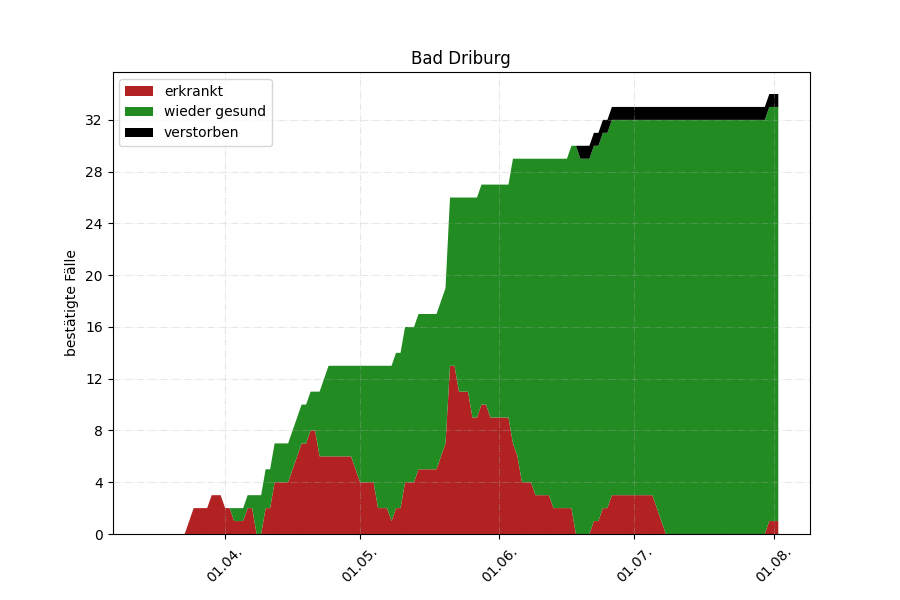 Bad Driburg
erkrankt
wieder gesund
verstorben
bestätigte Fälle
32
28
24
20
16
12
8
4
0
01.04.
01.05.
01.06.
01.07.
01.08.